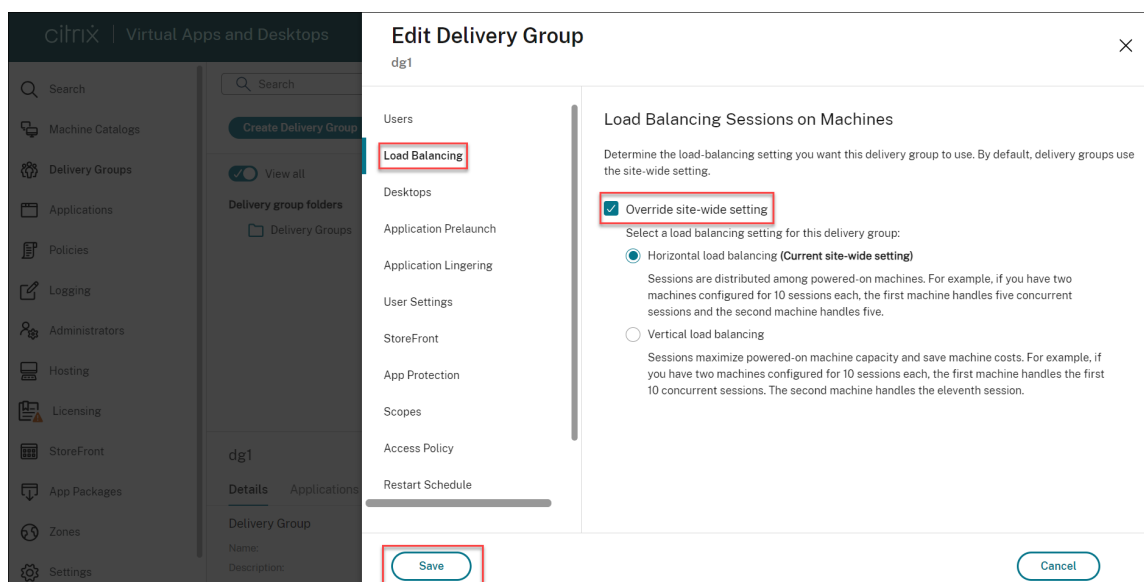 citrix | Virtual Apps and Desktops
Search
Machine Catalogs
Delivery Groups
Applications
Policies
Logging
Administrators
Hosting
Licensing
StoreFront
App Packages
Zones
Settings
Search
Create Delivery Group
View all
Delivery group folders
Delivery Groups
dg1
Details Applications
Delivery Group
Name:
Description:
Edit Delivery Group
dg1
Users
Load Balancing
Desktops
Application Prelaunch
Application Lingering
User Settings
StoreFront
App Protection
Scopes
Access Policy
Restart Schedule
Load Balancing Sessions on Machines
Determine the load-balancing setting you want this delivery group to use. By default, delivery groups use
the site-wide setting.
Override site-wide setting
Select a load balancing setting for this delivery group:
Horizontal load balancing (Current site-wide setting)
Sessions are distributed among powered-on machines. For example, if you have two
machines configured for 10 sessions each, the first machine handles five concurrent
sessions and the second machine handles five.
Vertical load balancing
Sessions maximize powered-on machine capacity and save machine costs. For example, if
you have two machines configured for 10 sessions each, the first machine handles the first
10 concurrent sessions. The second machine handles the eleventh session.
Save
Cancel